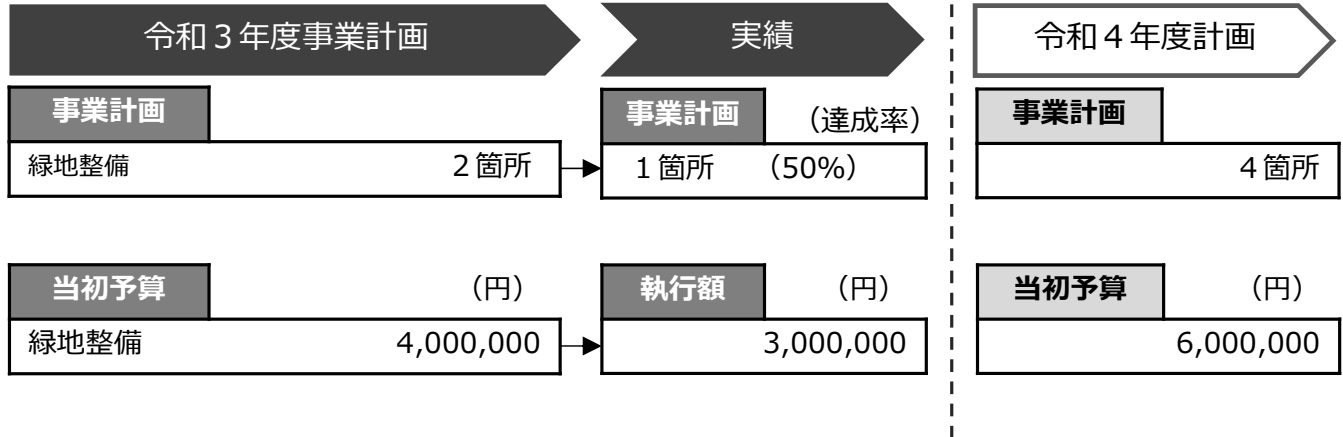 令和３年度事業計画
実績
令和４年度計画
事業計画
事業計画 （達成率）
事業計画
緑地整備 ２箇所
１箇所 （50%）
４箇所
当初予算 （円）
執行額 （円）
当初予算 （円）
緑地整備 4,000,000
3,000,000
6,000,000